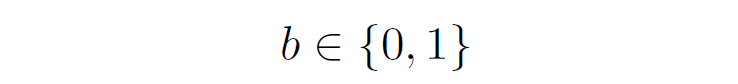 b ∈ {0, 1}